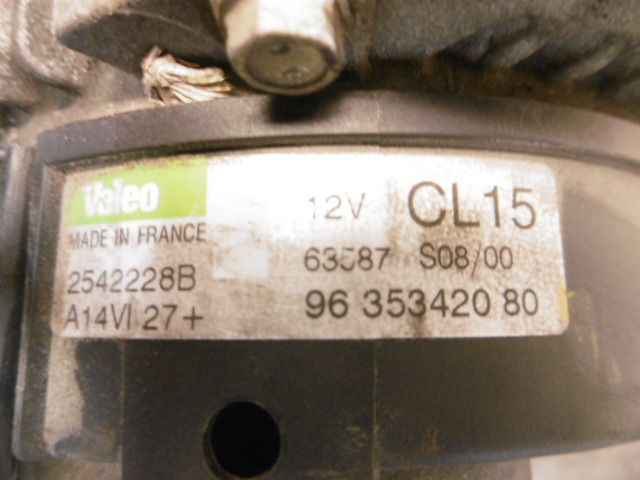 Valeo
12V CL15
MADE IN FRANCE
63587 S08/00
2542228B
A14VI 27+
96 353420 80